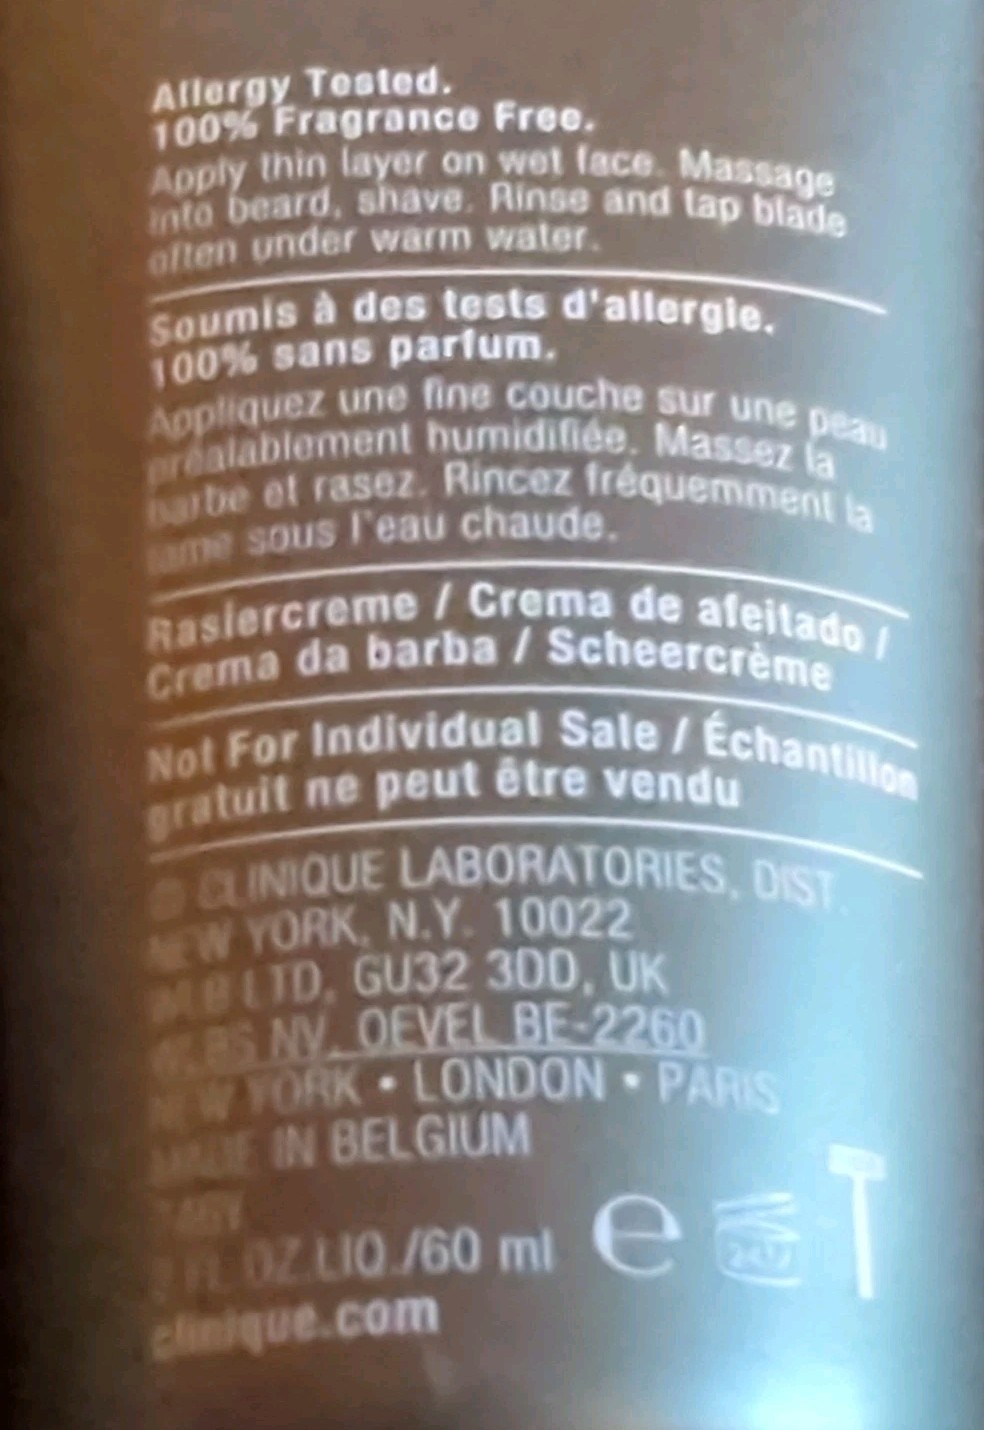 Allergy Tested.
100% Fragrance Free.
Apply thin layer on wet face. Massage
into beard, shave. Rinse and tap blade
often under warm water.
Soumis à des tests d'allergie.
100% sans parfum.
Appliquez une fine couche sur une peau
préalablement humidifiée. Massez la
barbe et rasez. Rincez fréquemment la
lame sous l'eau chaude.
Rasiercreme / Crema de afeitado /
Crema da barba / Scheercrème
Not For Individual Sale / Échantillon
gratuit ne peut être vendu
© CLINIQUE LABORATORIES, DIST.
NEW YORK, N.Y. 10022
LTD, GU32 3DD, UK
NV, OEVEL BE-2260
NEW YORK • LONDON • PARIS
MADE IN BELGIUM
FL.OZ.LIQ./60 ml e
clinique.com